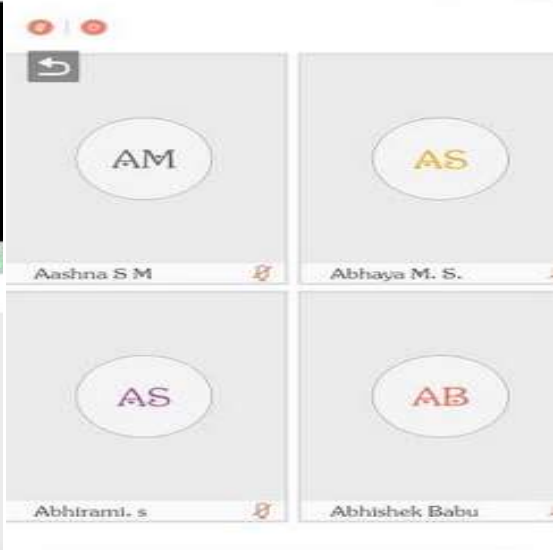 AM AS
Aashna S M Abhaya M. S.
AS AB
Abhirami. s Abhishek Babu